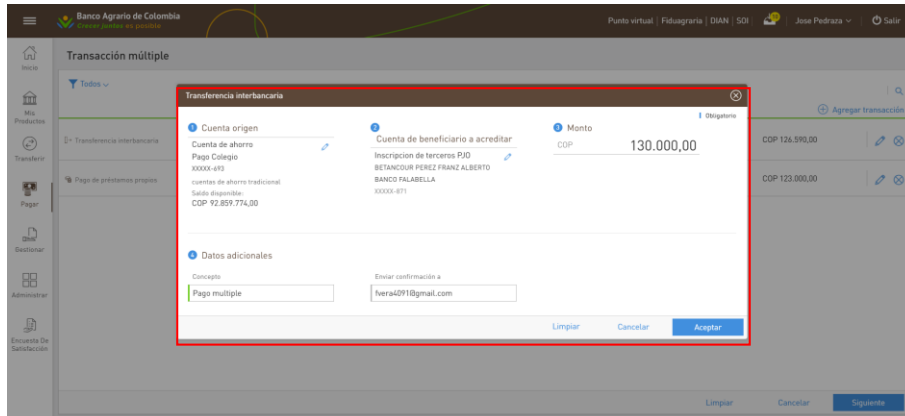 Banco Agrario de Colombia
Crecer juntos es posible
Punto virtual | Fiduagraria | DIAN | SOI
Jose Pedraza
Salir
Inicio
Mis
Productos
Transferir
Pagar
Gestionar
Administrar
Encuesta De
Satisfacción
Transacción múltiple
Todos
Agregar transacción
Transferencia interbancaria
COP 126.590,00
Pago de préstamos propios
COP 123.000,00
Transferencia interbancaria
Obligatorio
1 Cuenta origen
Cuenta de ahorro
Pago Colegio
XXXXX-693
cuentas de ahorro tradicional
Saldo disponible:
COP 92.859.774,00
2
Cuenta de beneficiario a acreditar
Inscripcion de terceros PJO
BETANCOUR PEREZ FRANZ ALBERTO
BANCO FALABELLA
XXXXX-871
3 Monto
COP 130.000,00
4 Datos adicionales
Concepto
Pago multiple
Enviar confirmación a
fvera4091@gmail.com
Limpiar
Cancelar
Aceptar
Limpiar
Cancelar
Siguiente